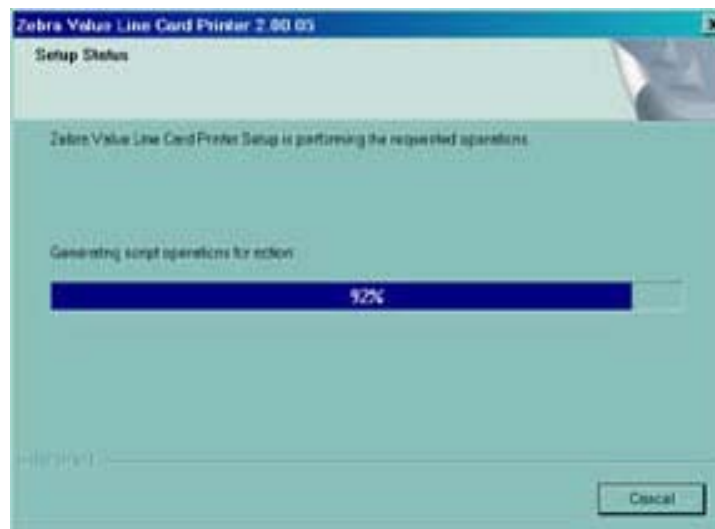 Zebra Value Line Card Printer 2.00.05
Setup Status
Zebra Value Line Card Printer Setup is performing the requested operations.
Generating script operations for action:
92%
Cancel